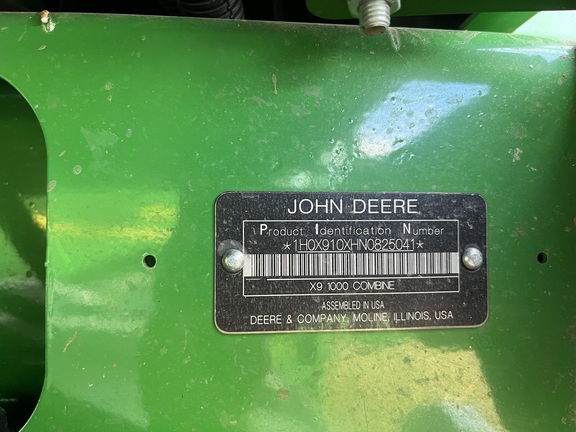 JOHN DEERE
Product Identification Number
*1H0X910XHN0825041*
X9 1000 COMBINE
ASSEMBLED IN USA
DEERE & COMPANY, MOLINE, ILLINOIS, USA